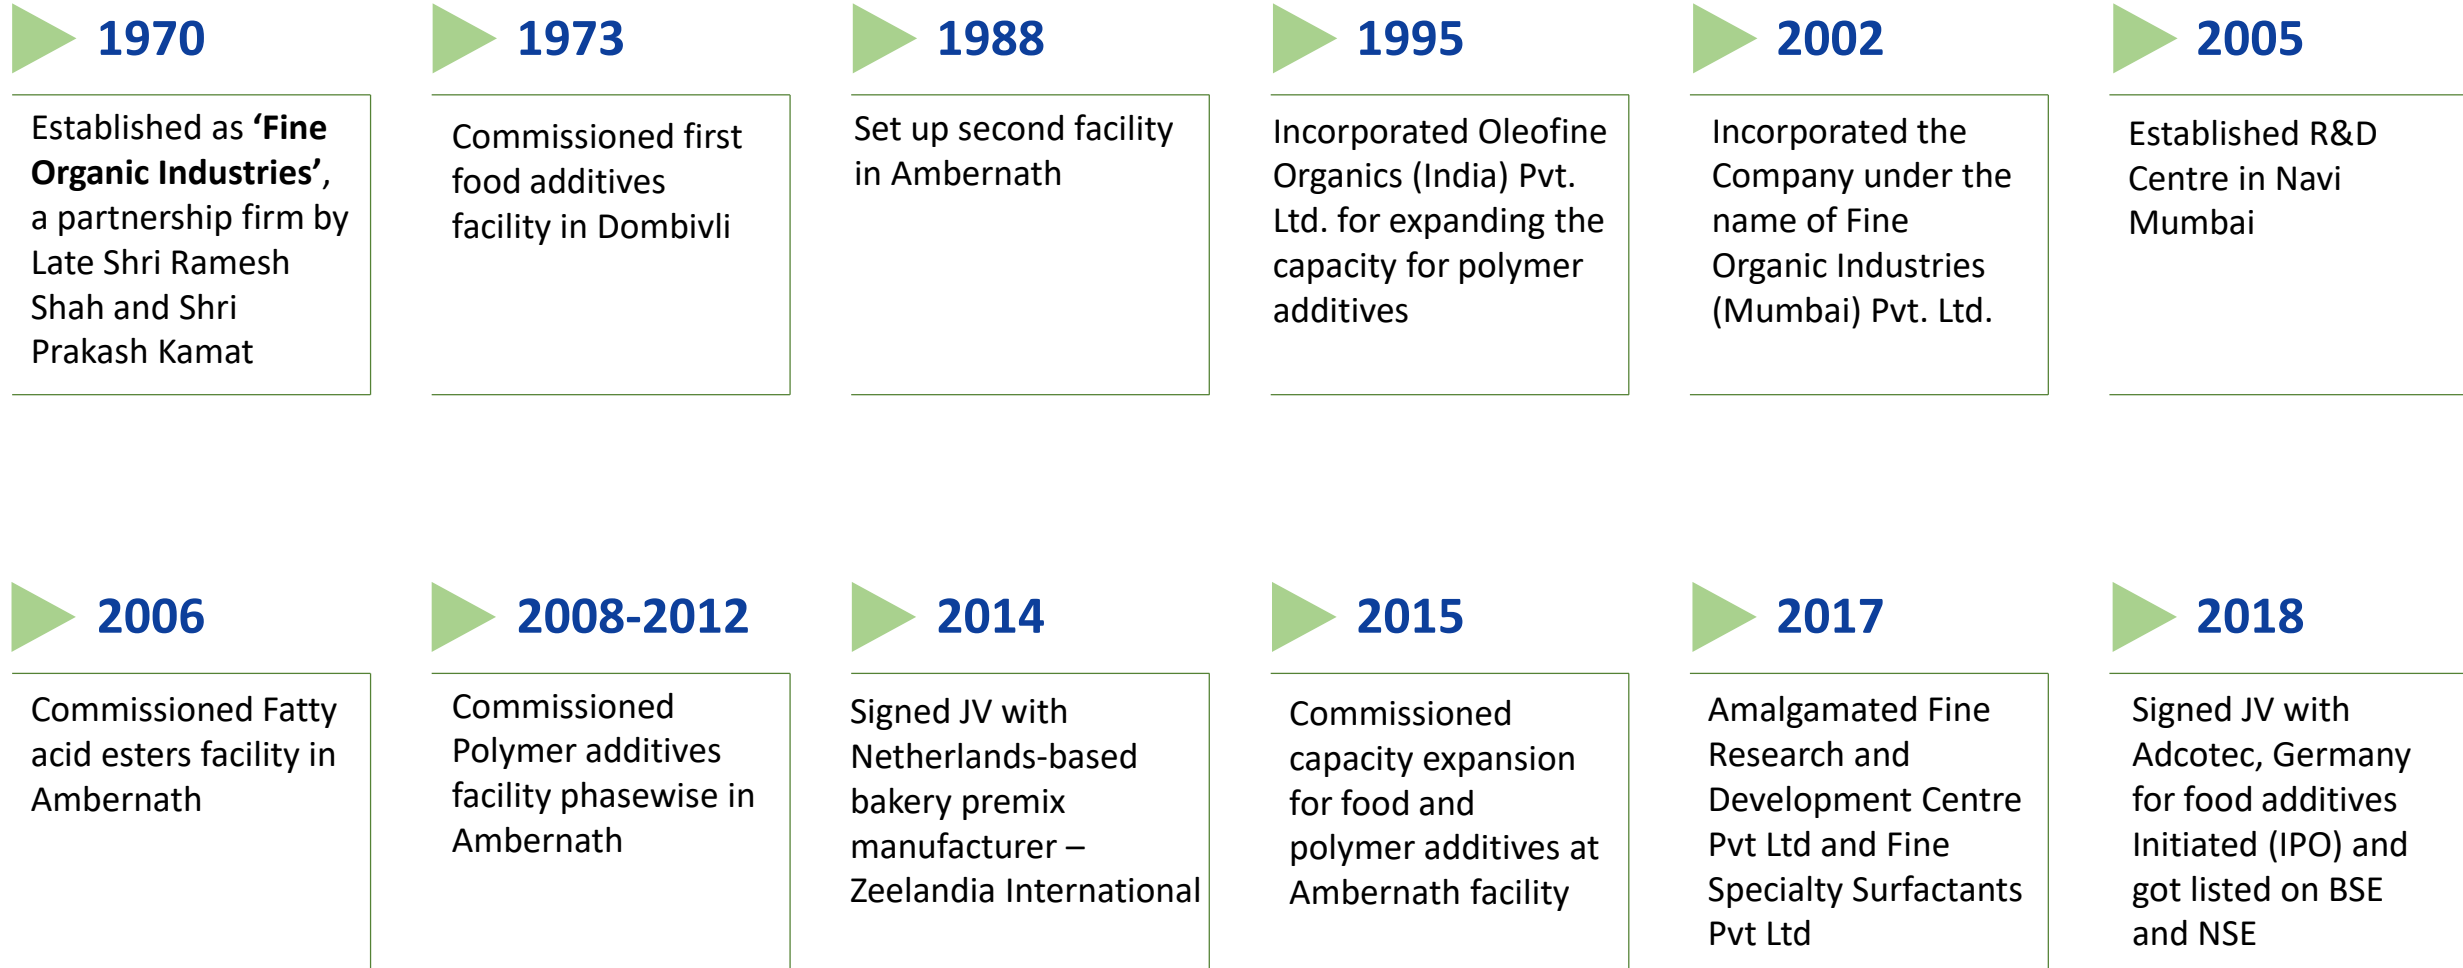 1970
Established as ‘Fine
Organic Industries’,
a partnership firm by
Late Shri Ramesh
Shah and Shri
Prakash Kamat
1973
Commissioned first
food additives
facility in Dombivli
1988
Set up second facility
in Ambernath
1995
Incorporated Oleofine
Organics (India) Pvt.
Ltd. for expanding the
capacity for polymer
additives
2002
Incorporated the
Company under the
name of Fine
Organic Industries
(Mumbai) Pvt. Ltd.
2005
Established R&D
Centre in Navi
Mumbai
2006
Commissioned Fatty
acid esters facility in
Ambernath
2008-2012
Commissioned
Polymer additives
facility phasewise in
Ambernath
2014
Signed JV with
Netherlands-based
bakery premix
manufacturer –
Zeelandia International
2015
Commissioned
capacity expansion
for food and
polymer additives at
Ambernath facility
2017
Amalgamated Fine
Research and
Development Centre
Pvt Ltd and Fine
Specialty Surfactants
Pvt Ltd
2018
Signed JV with
Adcotec, Germany
for food additives
Initiated (IPO) and
got listed on BSE
and NSE